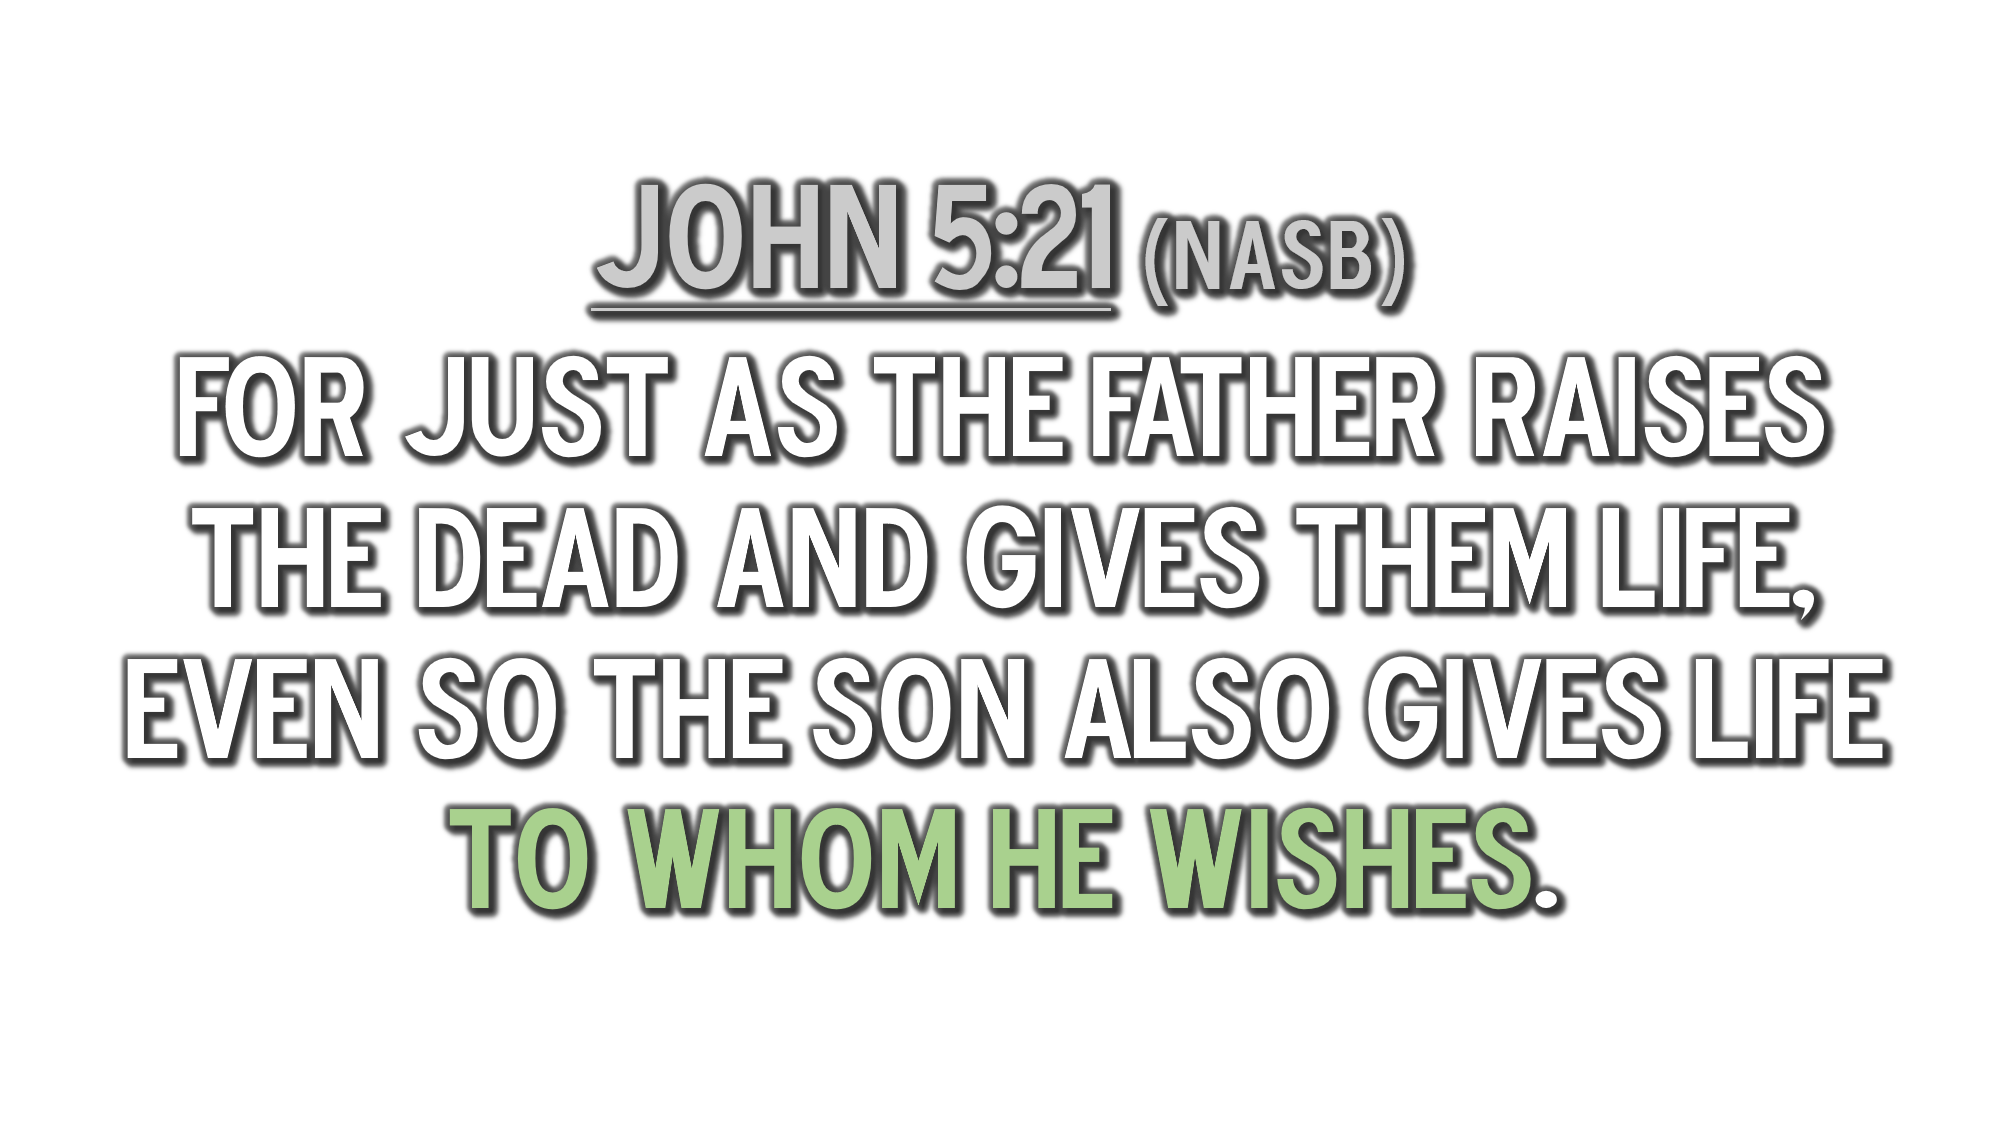 JOHN 5:21 (NASB)
FOR JUST AS THE FATHER RAISES
THE DEAD AND GIVES THEM LIFE,
EVEN SO THE SON ALSO GIVES LIFE
TO WHOM HE WISHES.